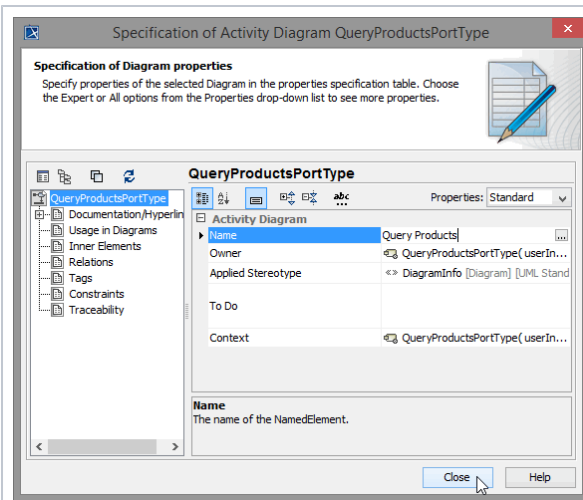 Specification of Activity Diagram QueryProductsPortType
Specification of Diagram properties
Specify properties of the selected Diagram in the properties specification table. Choose
the Expert or All options from the Properties drop-down list to see more properties.
QueryProductsPortType
Documentation/Hyperlin
Usage in Diagrams
Inner Elements
Relations
Tags
Constraints
Traceability
QueryProductsPortType
abc
Properties: Standard
Activity Diagram
Name Query Products ...
Owner QueryProductsPortType( userIn...
Applied Stereotype «» DiagramInfo [Diagram] [UML Stand
To Do
Context QueryProductsPortType( userIn...
Name
The name of the NamedElement.
Close Help